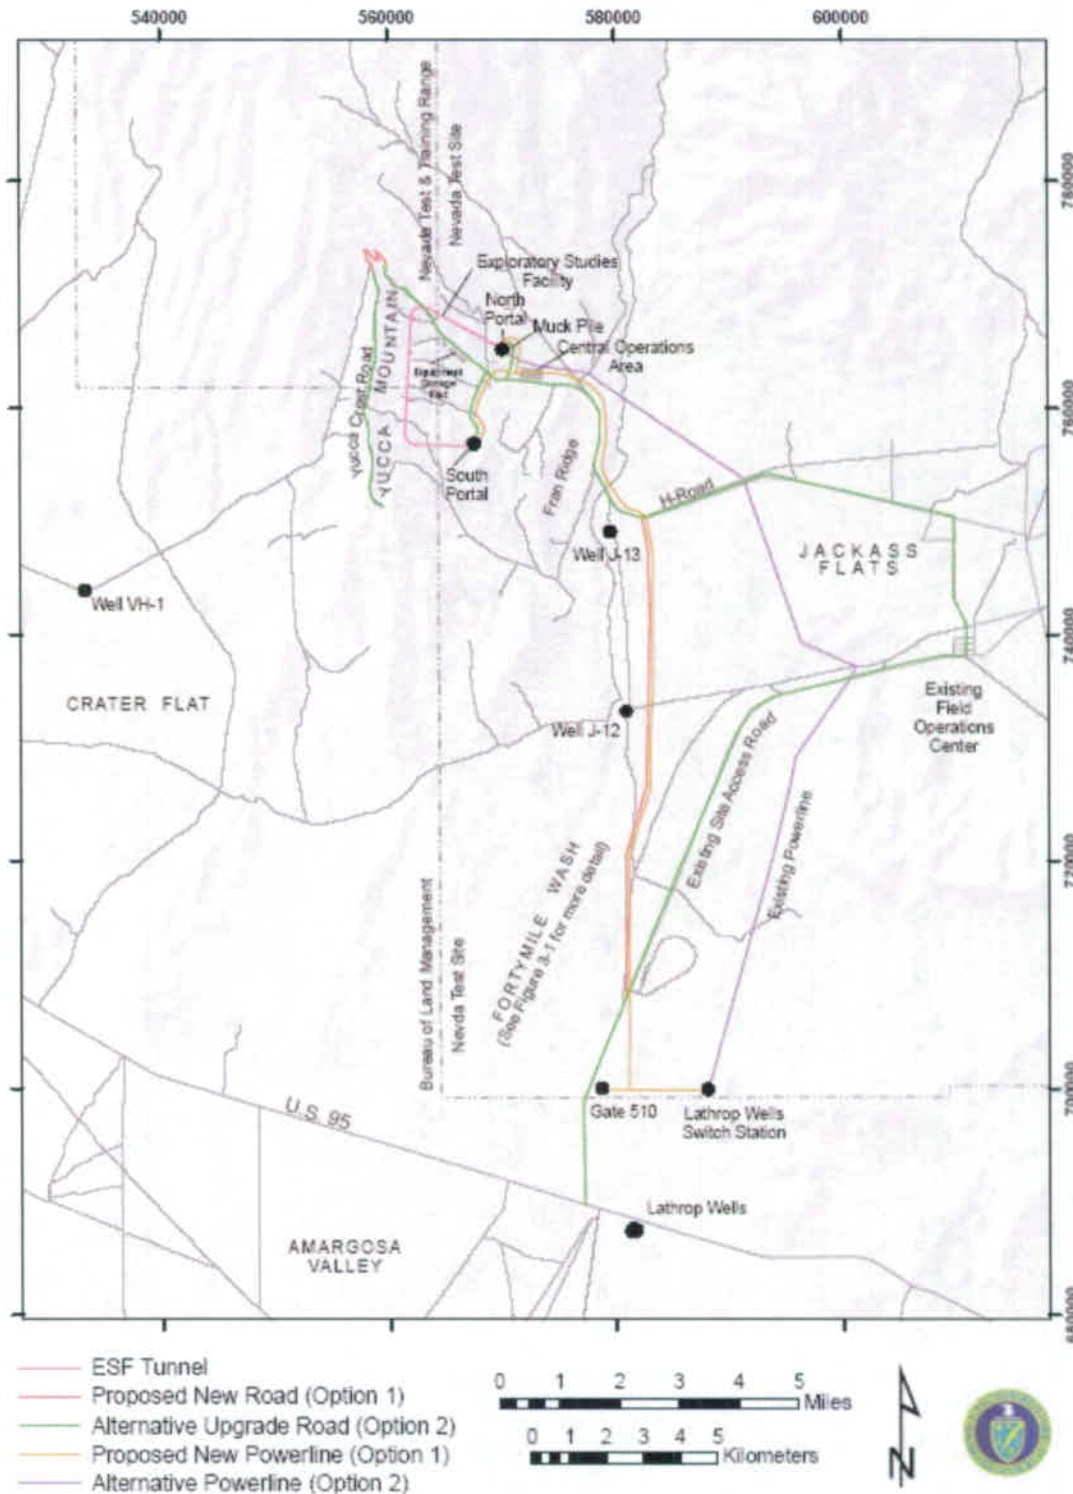 540000 560000 580000 600000
780000
760000
740000
720000
700000
680000
Nevada Test & Training Range
Nevada Test Site
Exploratory Studies
Facility
North
Portal
Muck Pile
Central Operations
Area
Yucca Crest Road
YUCCA MOUNTAIN
South
Portal
Fran Ridge
H-Road
Well J-13
JACKASS
FLATS
Well VH-1
CRATER FLAT
Well J-12
Existing
Field
Operations
Center
Existing Site Access Road
Existing Powerline
FORTYMILE WASH
(See Figure 3-1 for more detail)
Bureau of Land Management
Nevda Test Site
U.S. 95
Gate 510
Lathrop Wells
Switch Station
Lathrop Wells
AMARGOSA
VALLEY
ESF Tunnel
Proposed New Road (Option 1)
Alternative Upgrade Road (Option 2)
Proposed New Powerline (Option 1)
Alternative Powerline (Option 2)
0 1 2 3 4 5
Miles
0 1 2 3 4 5
Kilometers
N